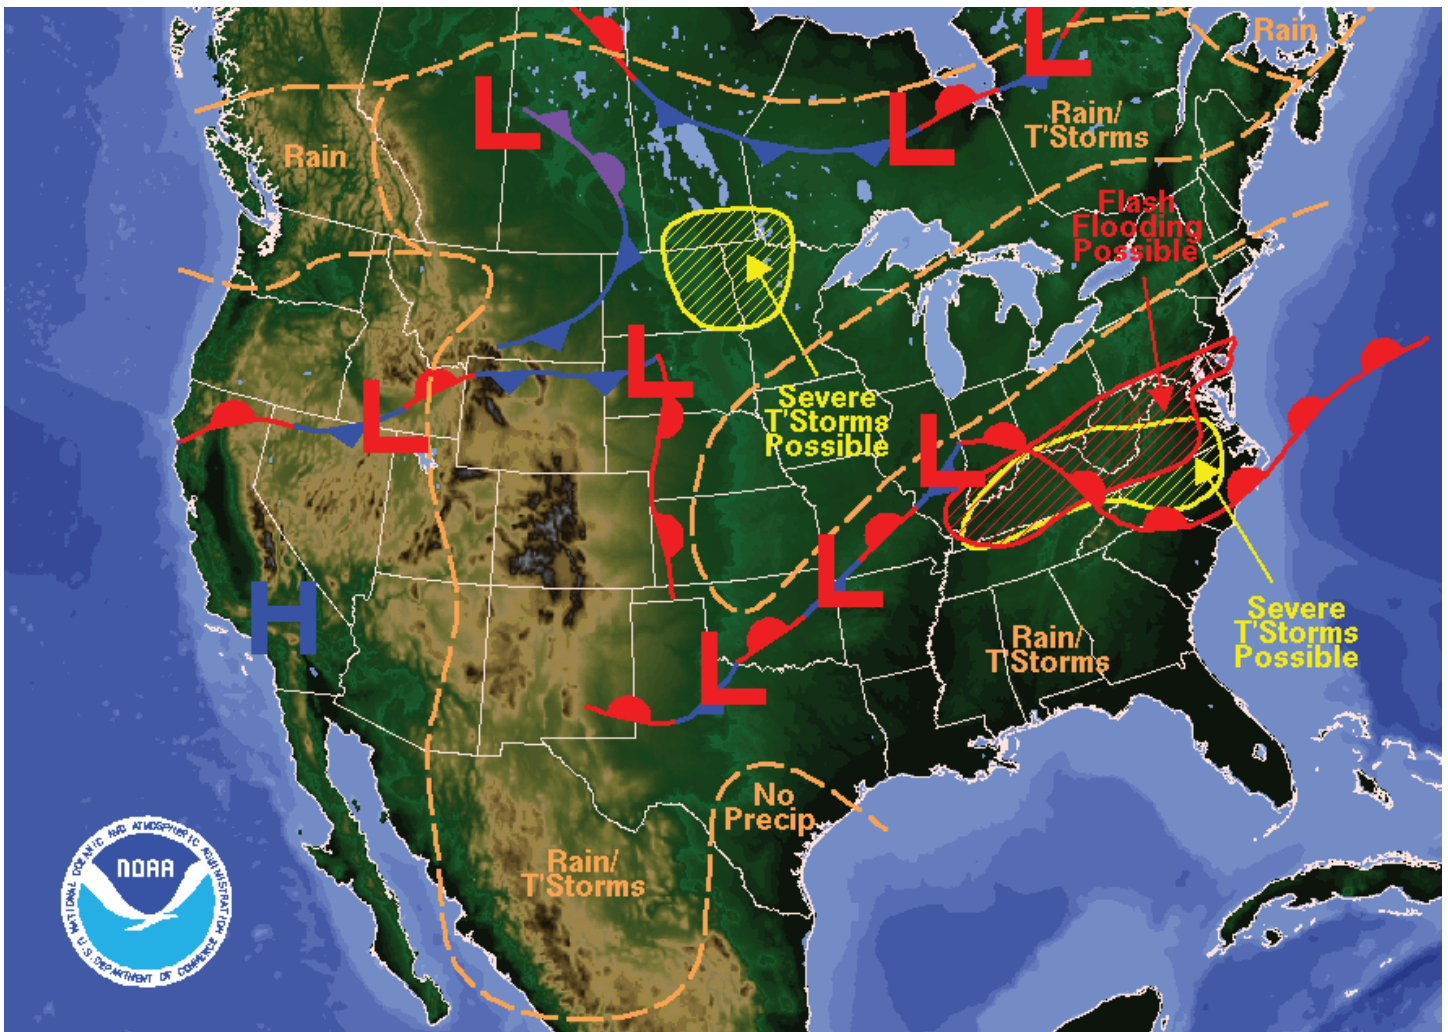 Rain
L
L
L
Rain/
T'Storms
Rain
Flash
Flooding
Possible
L
L
Severe
T'Storms
Possible
L
L
H
L
Rain/
T'Storms
Severe
T'Storms
Possible
No
Precip
Rain/
T'Storms
NATIONAL OCEANIC AND ATMOSPHERIC ADMINISTRATION
NOAA
U.S. DEPARTMENT OF COMMERCE
L